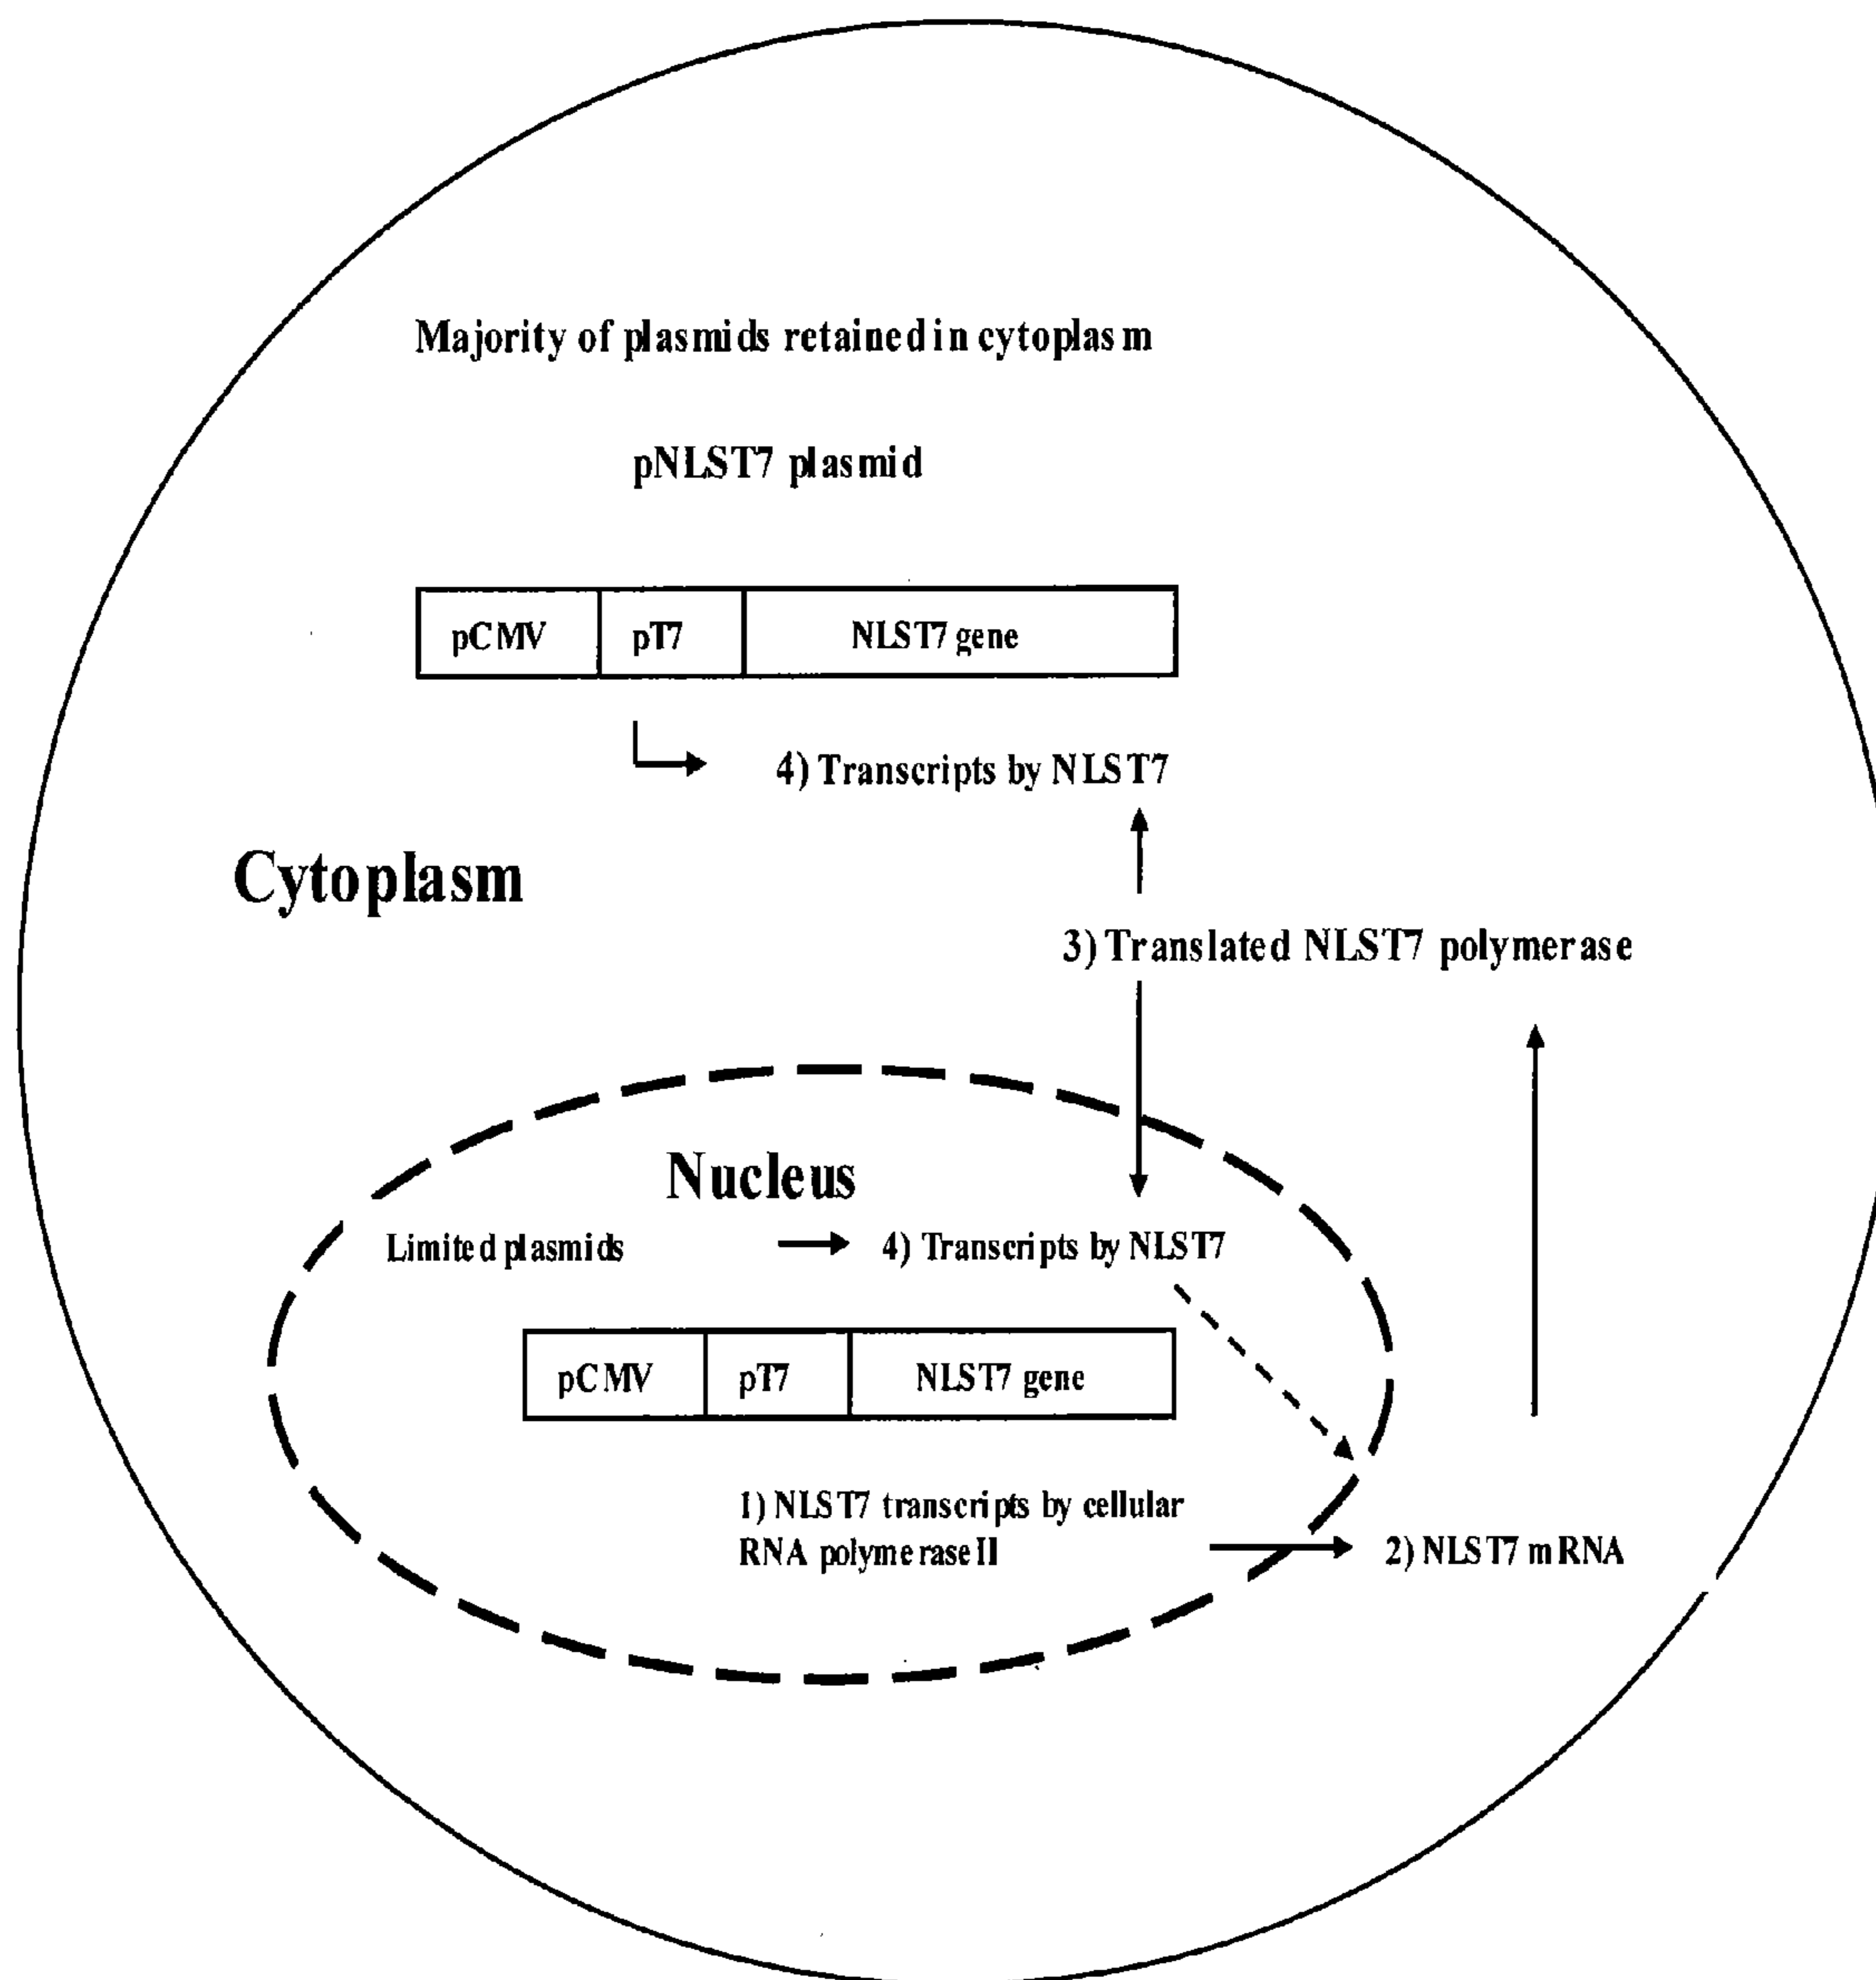 Majority of plasmids retained in cytoplasm
pNLST7 plasmid
pCMV pT7 NLST7 gene
4) Transcripts by NLST7
Cytoplasm
3) Translated NLST7 polymerase
Nucleus
Limited plasmids 4) Transcripts by NLST7
pCMV pT7 NLST7 gene
1) NLST7 transcripts by cellular
RNA polymerase II
2) NLST7 mRNA